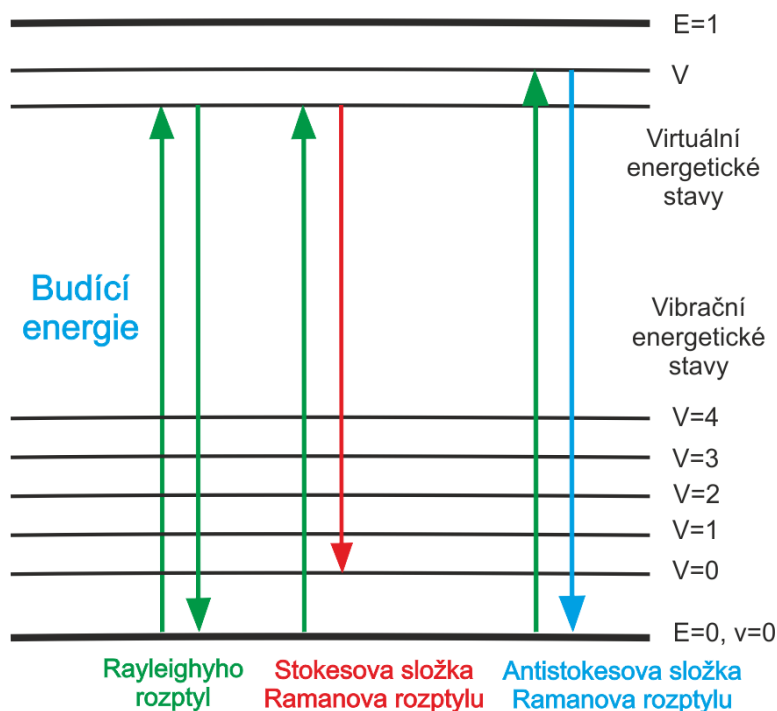 E=1
V
Virtuální
energetické
stavy
Budící
energie
Vibrační
energetické
stavy
V=4
V=3
V=2
V=1
V=0
E=0, v=0
Rayleighyho
rozptyl
Stokesova složka
Ramanova rozptylu
Antistokesova složka
Ramanova rozptylu